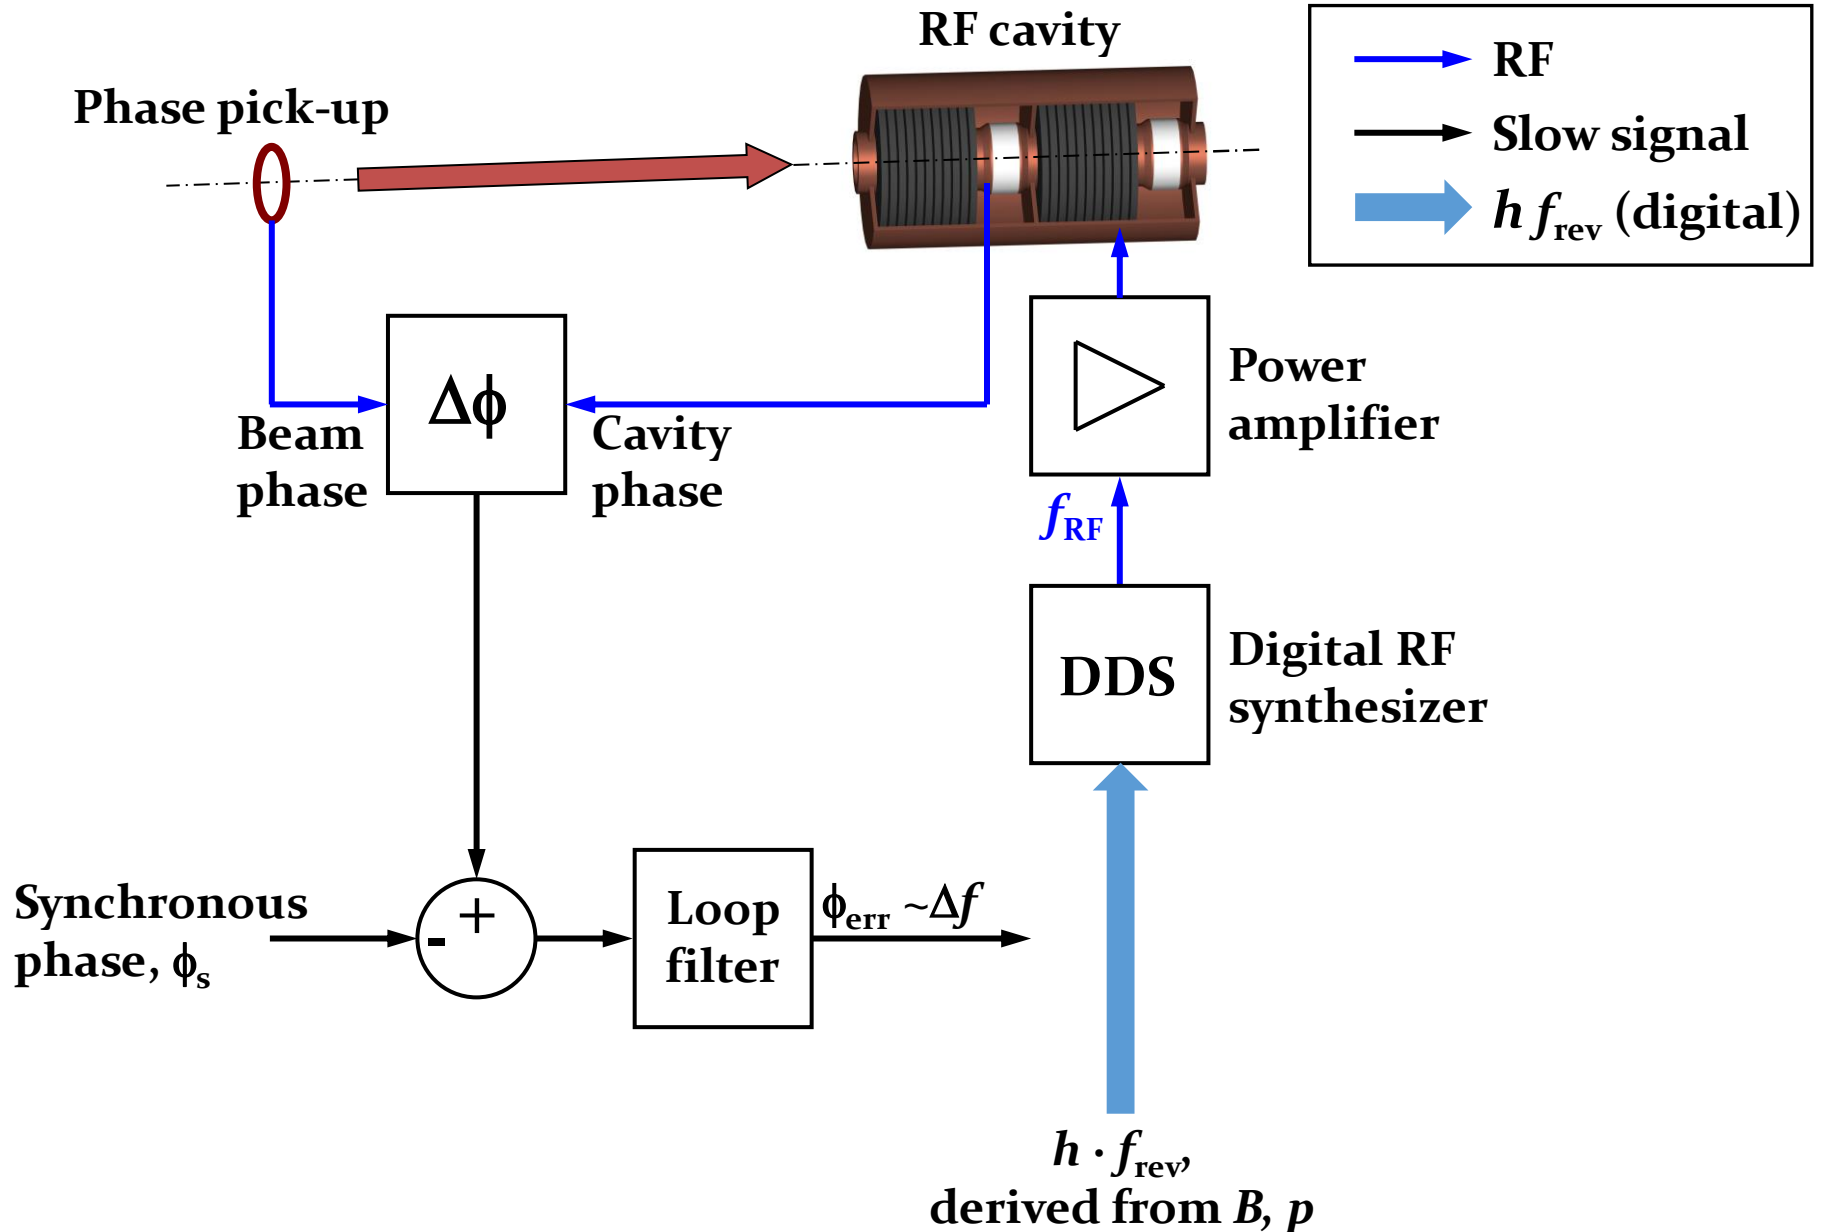 RF cavity
Phase pick-up
RF
Slow signal
h f_rev (digital)
Δϕ
Beam
phase
Cavity
phase
Power
amplifier
f_RF
DDS
Digital RF
synthesizer
Synchronous
phase, ϕ_s
+
-
Loop
filter
ϕ_err ~Δf
h · f_rev,
derived from B, p